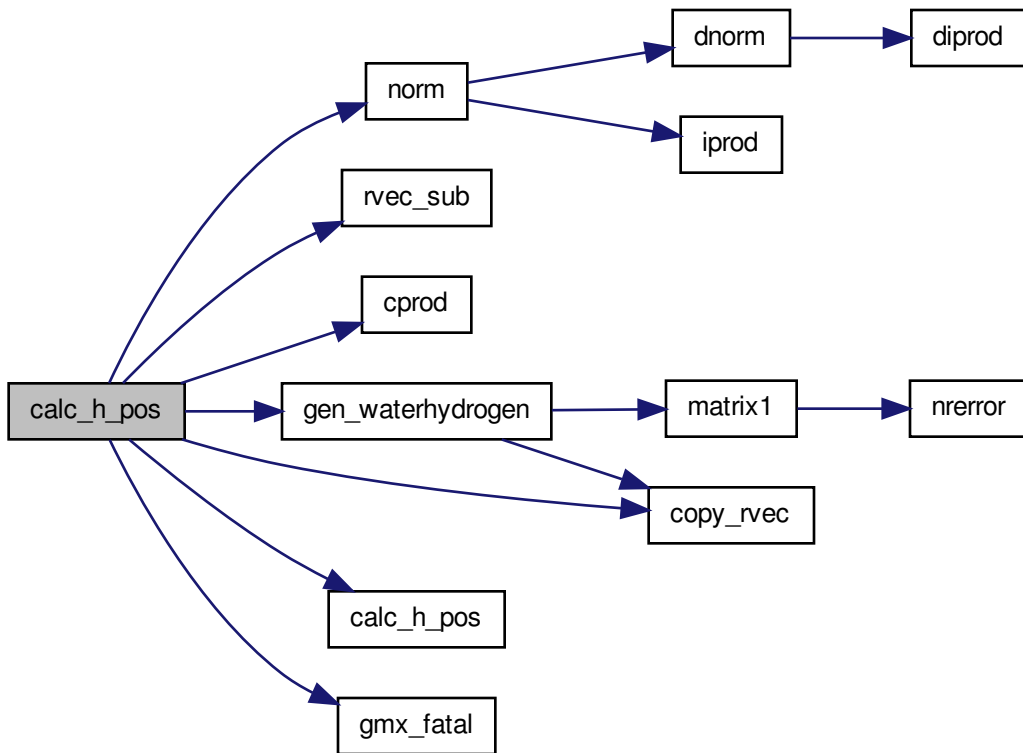 dnorm
diprod
norm
iprod
rvec_sub
cprod
calc_h_pos
gen_waterhydrogen
matrix1
nrerror
copy_rvec
calc_h_pos
gmx_fatal